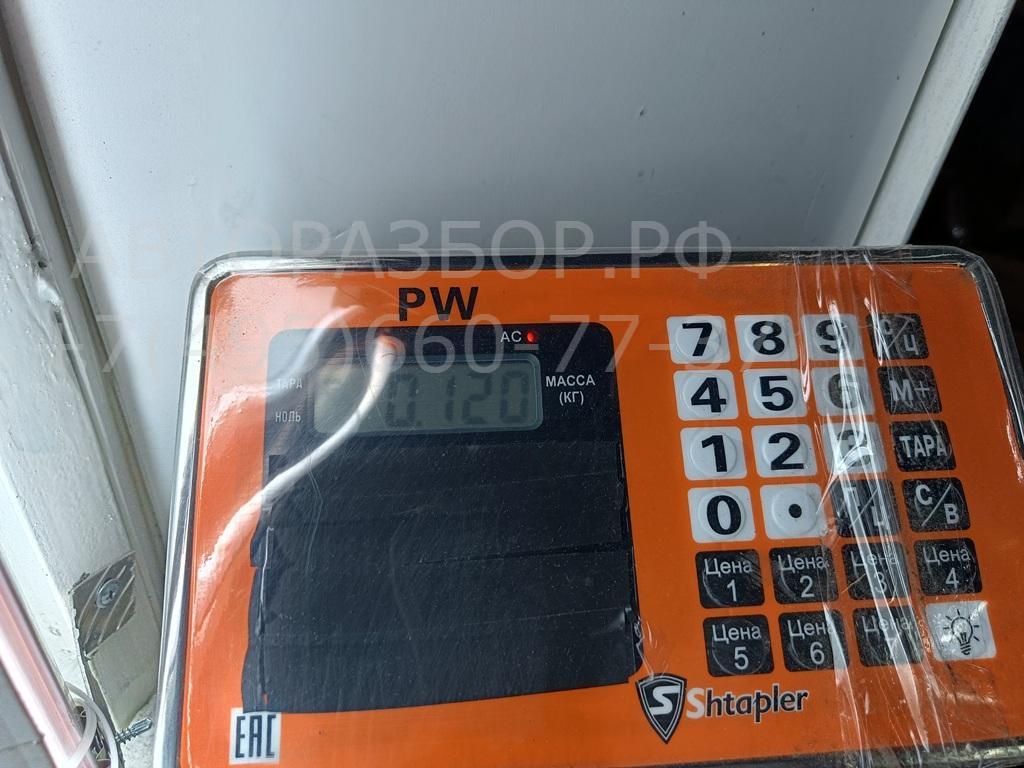 АВТОРАЗБОР.РФ
PW
AC
ТАРА
НОЛЬ
0.120
МАССА
(КГ)
7 8 9
4 5 6 М+
1 2 3 ТАРА
0 . С/В
Цена 1 Цена 2 Цена 3 Цена 4
Цена 5 Цена 6 Цена 7
S Shtapler
EAC